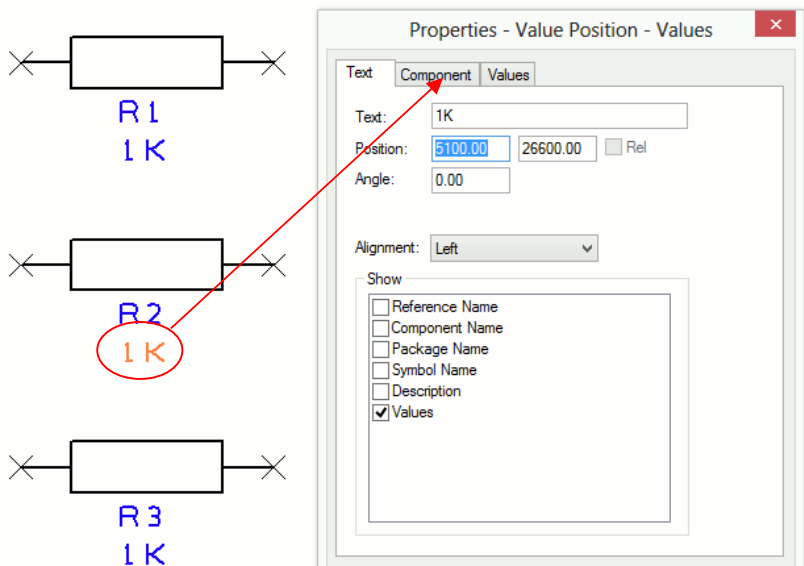 R1
1K
R2
1K
R3
1K
Properties - Value Position - Values
Text Component Values
Text: 1K
Position: 5100.00 26600.00 Rel
Angle: 0.00
Alignment: Left
Show
Reference Name
Component Name
Package Name
Symbol Name
Description
Values